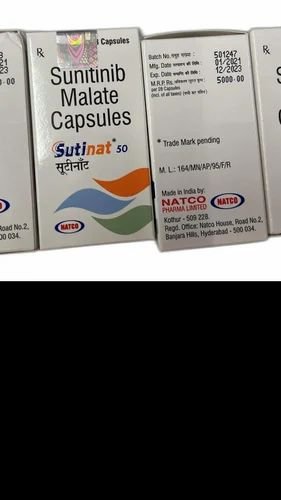 Rx
Capsules
Sunitinib
Malate
Capsules
Sutinat* 50
सूटीनॉट
NATCO
Road No.2,
00 034.
Batch No. : 501247
Mfg. Date : 01/2021
Exp. Date : 12/2023
M.R.P. Rs. : 5000-00
per 28 Capsules
(Incl. of all taxes)
* Trade Mark pending
M. L. : 164/MN/AP/95/F/R
Made in India by:
NATCO
PHARMA LIMITED
NATCO
Kothur - 509 228.
Regd. Office: Natco House, Road No.2,
Banjara Hills, Hyderabad - 500 034.
Rx